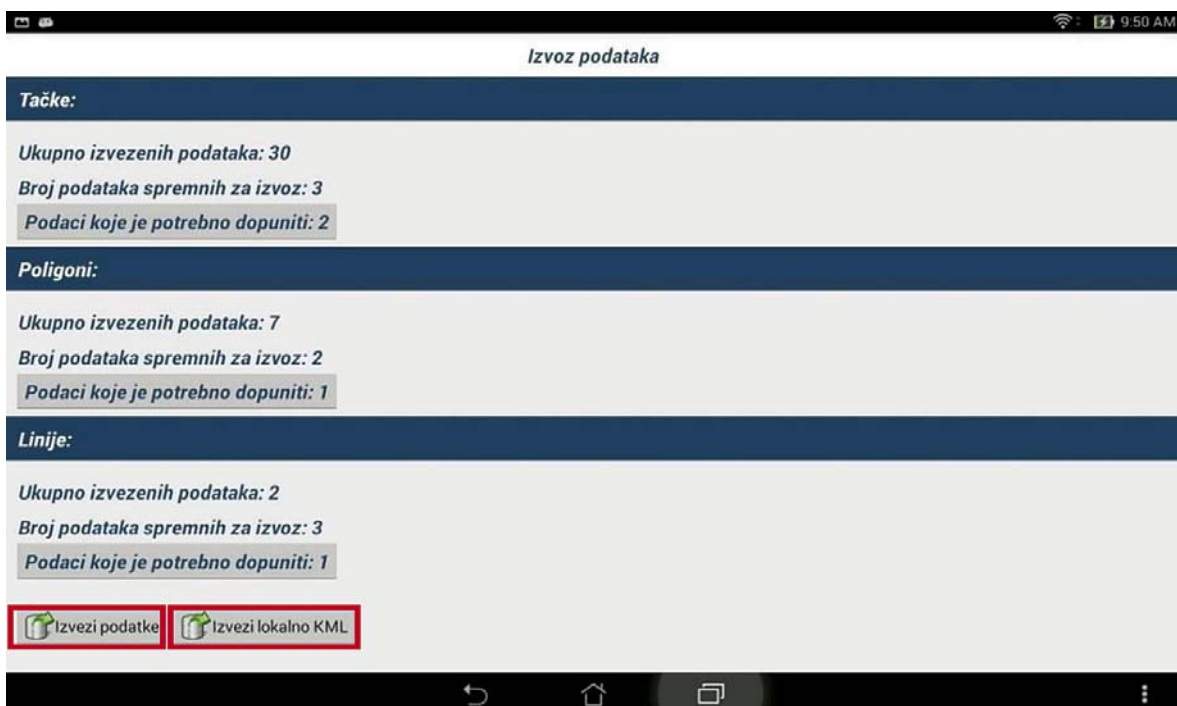 9:50 AM
Izvoz podataka
Tačke:
Ukupno izvezenih podataka: 30
Broj podataka spremnih za izvoz: 3
Podaci koje je potrebno dopuniti: 2
Poligoni:
Ukupno izvezenih podataka: 7
Broj podataka spremnih za izvoz: 2
Podaci koje je potrebno dopuniti: 1
Linije:
Ukupno izvezenih podataka: 2
Broj podataka spremnih za izvoz: 3
Podaci koje je potrebno dopuniti: 1
Izvezi podatke
Izvezi lokalno KML